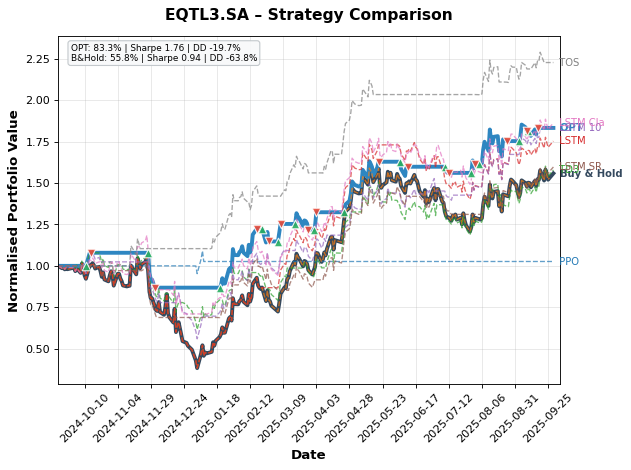 EQTL3.SA – Strategy Comparison
OPT: 83.3% | Sharpe 1.76 | DD -19.7%
B&Hold: 55.8% | Sharpe 0.94 | DD -63.8%
Normalised Portfolio Value
2.25
2.00
1.75
1.50
1.25
1.00
0.75
0.50
TOS
LSTM Cla
OPT
10
LSTM
LSTM SR
Buy & Hold
PPO
2024-10-10
2024-11-04
2024-11-29
2024-12-24
2025-01-18
2025-02-12
2025-03-09
2025-04-03
2025-04-28
2025-05-23
2025-06-17
2025-07-12
2025-08-06
2025-08-31
2025-09-25
Date